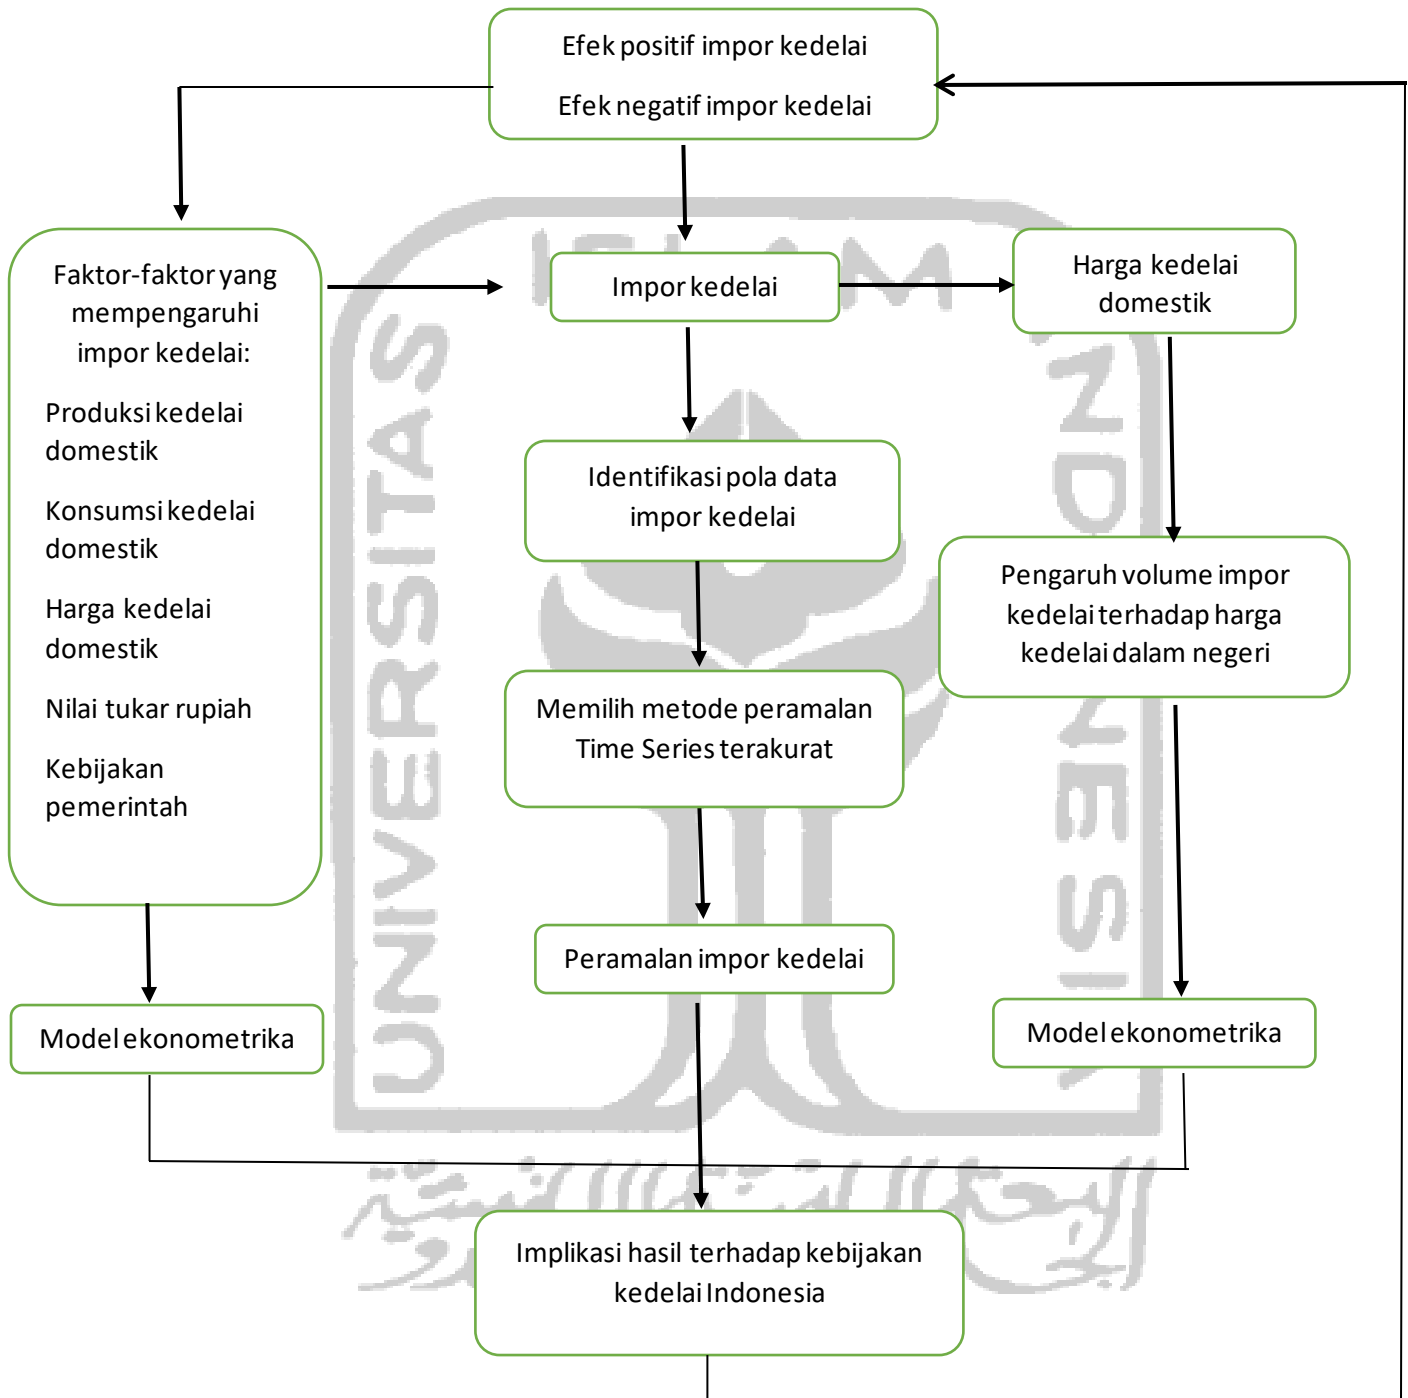 Efek positif impor kedelai
Efek negatif impor kedelai
Faktor-faktor yang
mempengaruhi
impor kedelai:
Produksi kedelai
domestik
Konsumsi kedelai
domestik
Harga kedelai
domestik
Nilai tukar rupiah
Kebijakan
pemerintah
Impor kedelai
Harga kedelai
domestik
Identifikasi pola data
impor kedelai
Pengaruh volume impor
kedelai terhadap harga
kedelai dalam negeri
Memilih metode peramalan
Time Series terakurat
Peramalan impor kedelai
Model ekonometrika
Model ekonometrika
Implikasi hasil terhadap kebijakan
kedelai Indonesia
UNIVERSITAS
ISLAM
INDONESIA